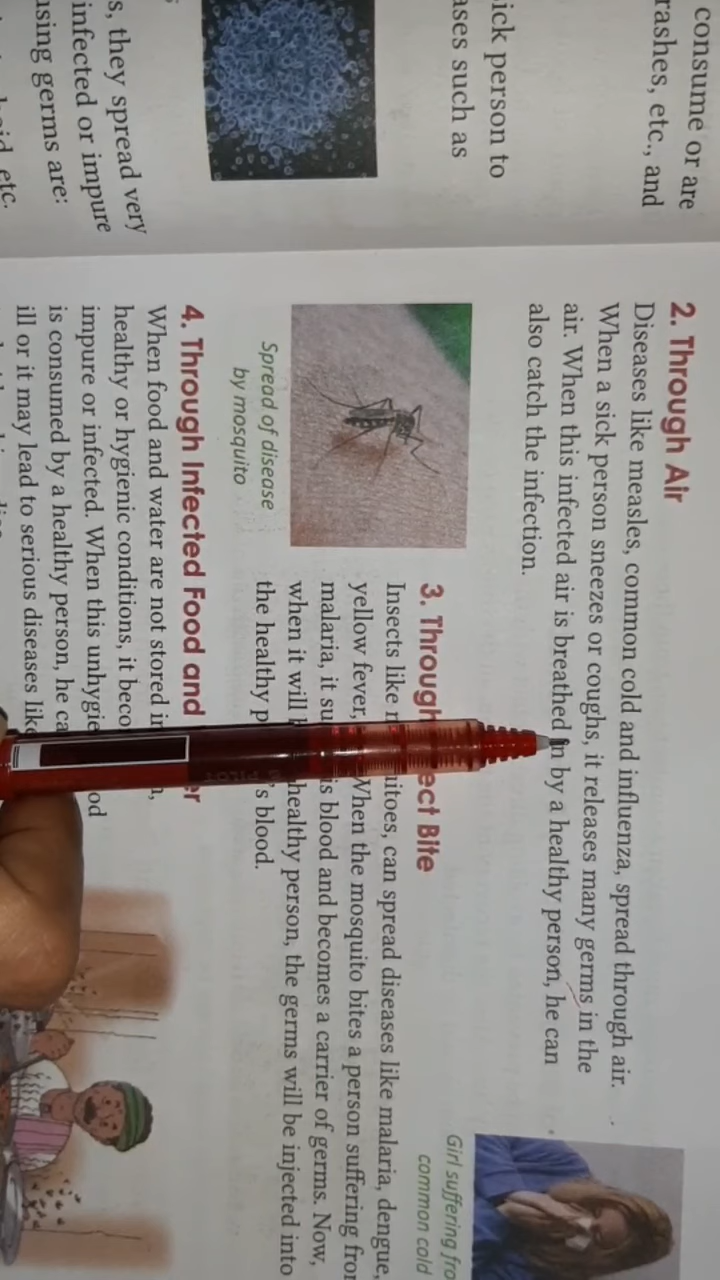 consume or are
rashes, etc., and
sick person to
ases such as
s, they spread very
infected or impure
using germs are:
etc.
2. Through Air
Diseases like measles, common cold and influenza, spread through air.
When a sick person sneezes or coughs, it releases many germs in the
air. When this infected air is breathed in by a healthy person, he can
also catch the infection.
Girl suffering fro
common cold
3. Through ect Bite
Insects like uitoes, can spread diseases like malaria, dengue,
yellow fever, When the mosquito bites a person suffering from
malaria, it su is blood and becomes a carrier of germs. Now,
when it will healthy person, the germs will be injected into
the healthy p 's blood.
Spread of disease
by mosquito
4. Through Infected Food and er
When food and water are not stored in
healthy or hygienic conditions, it beco
impure or infected. When this unhygie od
is consumed by a healthy person, he ca
ill or it may lead to serious diseases like